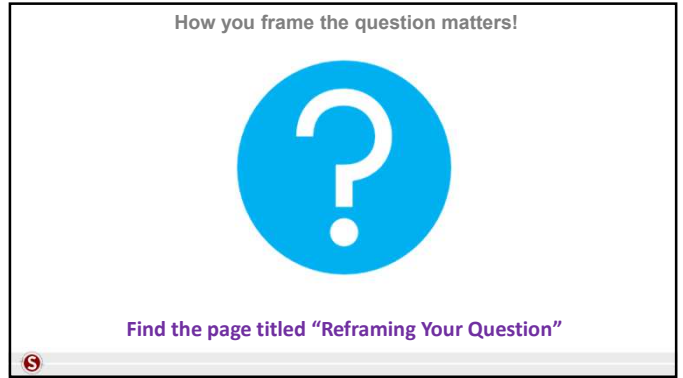 How you frame the question matters!
?
Find the page titled “Reframing Your Question”
S